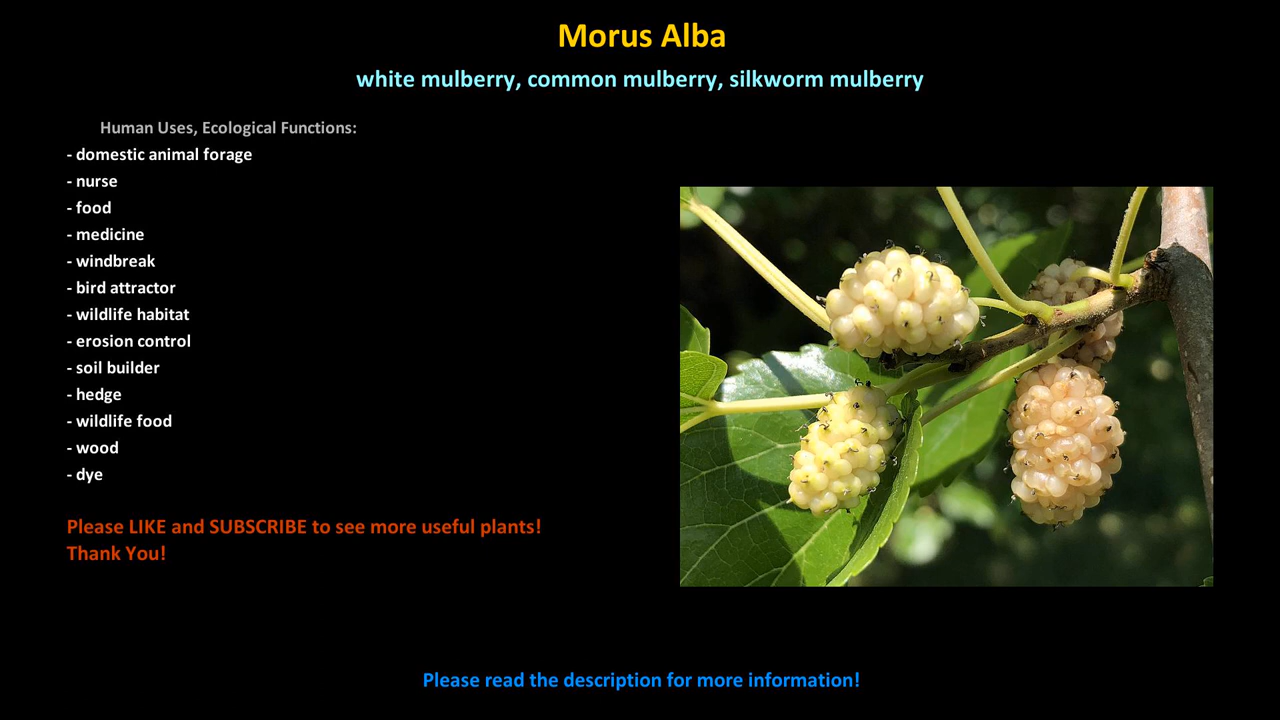 Morus Alba
white mulberry, common mulberry, silkworm mulberry
Human Uses, Ecological Functions:
- domestic animal forage
- nurse
- food
- medicine
- windbreak
- bird attractor
- wildlife habitat
- erosion control
- soil builder
- hedge
- wildlife food
- wood
- dye
Please LIKE and SUBSCRIBE to see more useful plants!
Thank You!
Please read the description for more information!